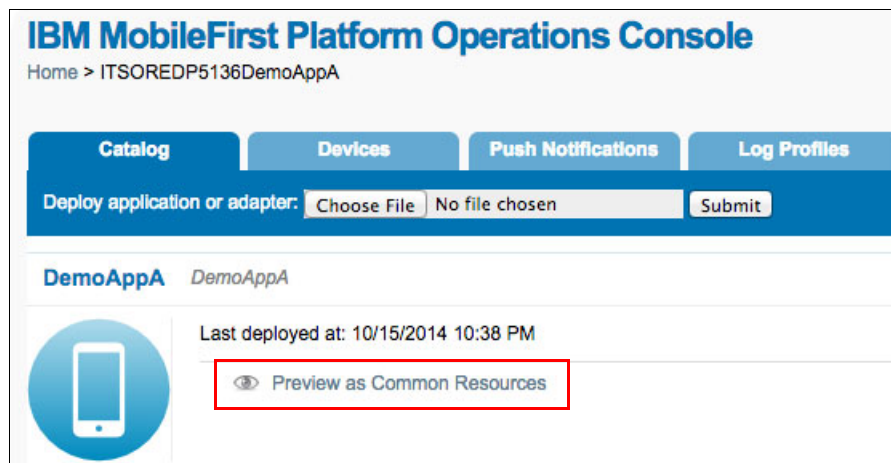 IBM MobileFirst Platform Operations Console
Home > ITSOREDP5136DemoAppA
Catalog Devices Push Notifications Log Profiles
Deploy application or adapter: Choose File No file chosen Submit
DemoAppA DemoAppA
Last deployed at: 10/15/2014 10:38 PM
Preview as Common Resources